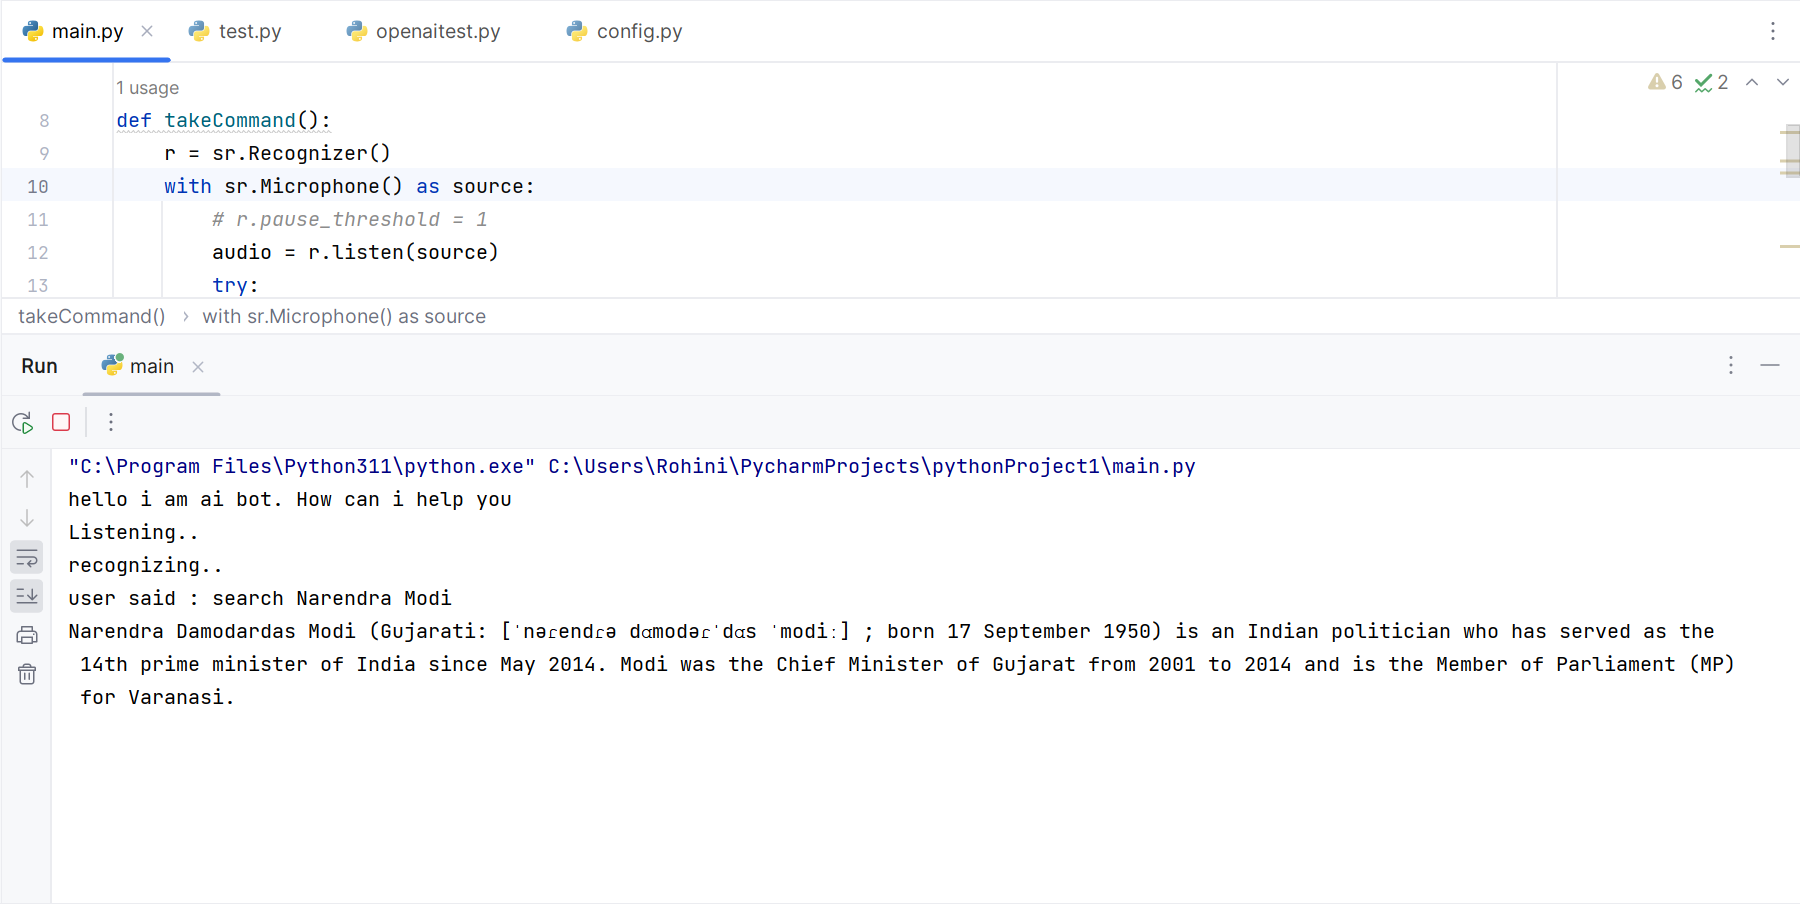 main.py test.py openaitest.py config.py
1 usage
6 2
8 def takeCommand():
9 r = sr.Recognizer()
10 with sr.Microphone() as source:
11 # r.pause_threshold = 1
12 audio = r.listen(source)
13 try:
takeCommand() › with sr.Microphone() as source
Run main
"C:\Program Files\Python311\python.exe" C:\Users\Rohini\PycharmProjects\pythonProject1\main.py
hello i am ai bot. How can i help you
Listening..
recognizing..
user said : search Narendra Modi
Narendra Damodardas Modi (Gujarati: [ˈnəɾendɾə dɑmodəɾˈdɑs ˈmodiː] ; born 17 September 1950) is an Indian politician who has served as the
14th prime minister of India since May 2014. Modi was the Chief Minister of Gujarat from 2001 to 2014 and is the Member of Parliament (MP)
for Varanasi.